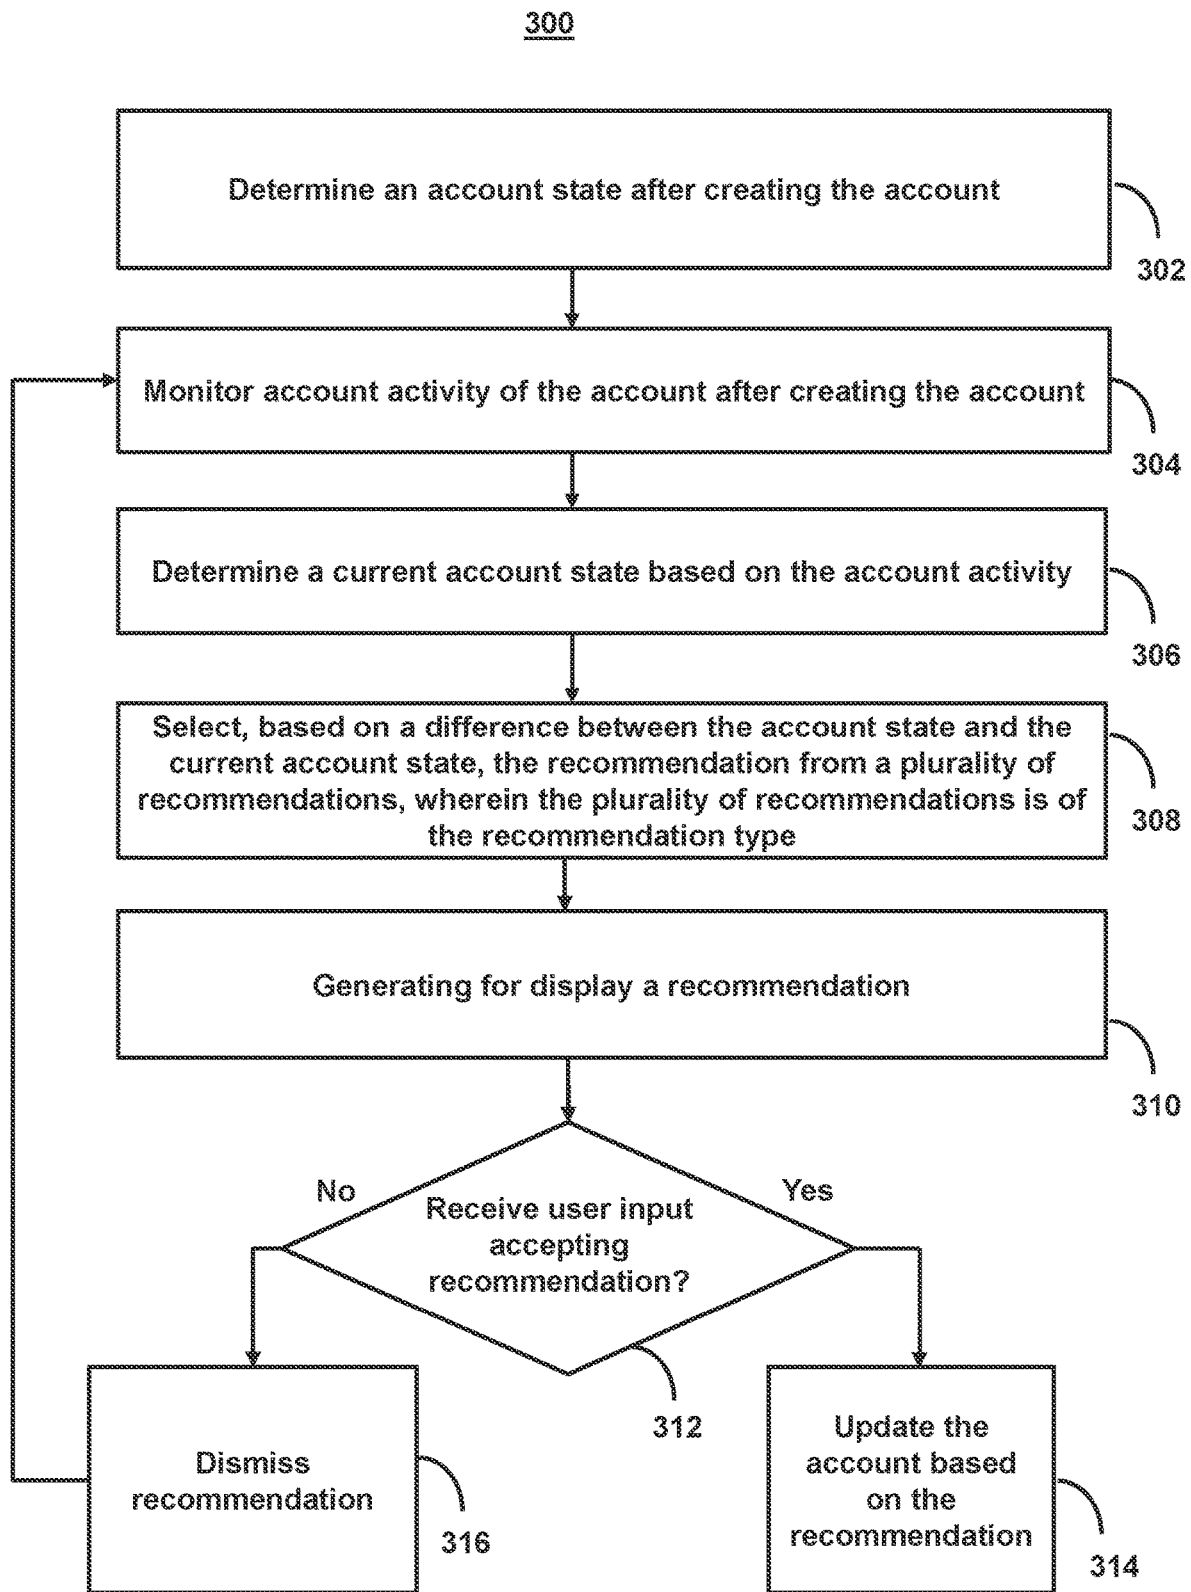 300
Determine an account state after creating the account
302
Monitor account activity of the account after creating the account
304
Determine a current account state based on the account activity
306
Select, based on a difference between the account state and the
current account state, the recommendation from a plurality of
recommendations, wherein the plurality of recommendations is of
the recommendation type
308
Generating for display a recommendation
310
No
Yes
Receive user input
accepting
recommendation?
312
Dismiss
recommendation
316
Update the
account based
on the
recommendation
314